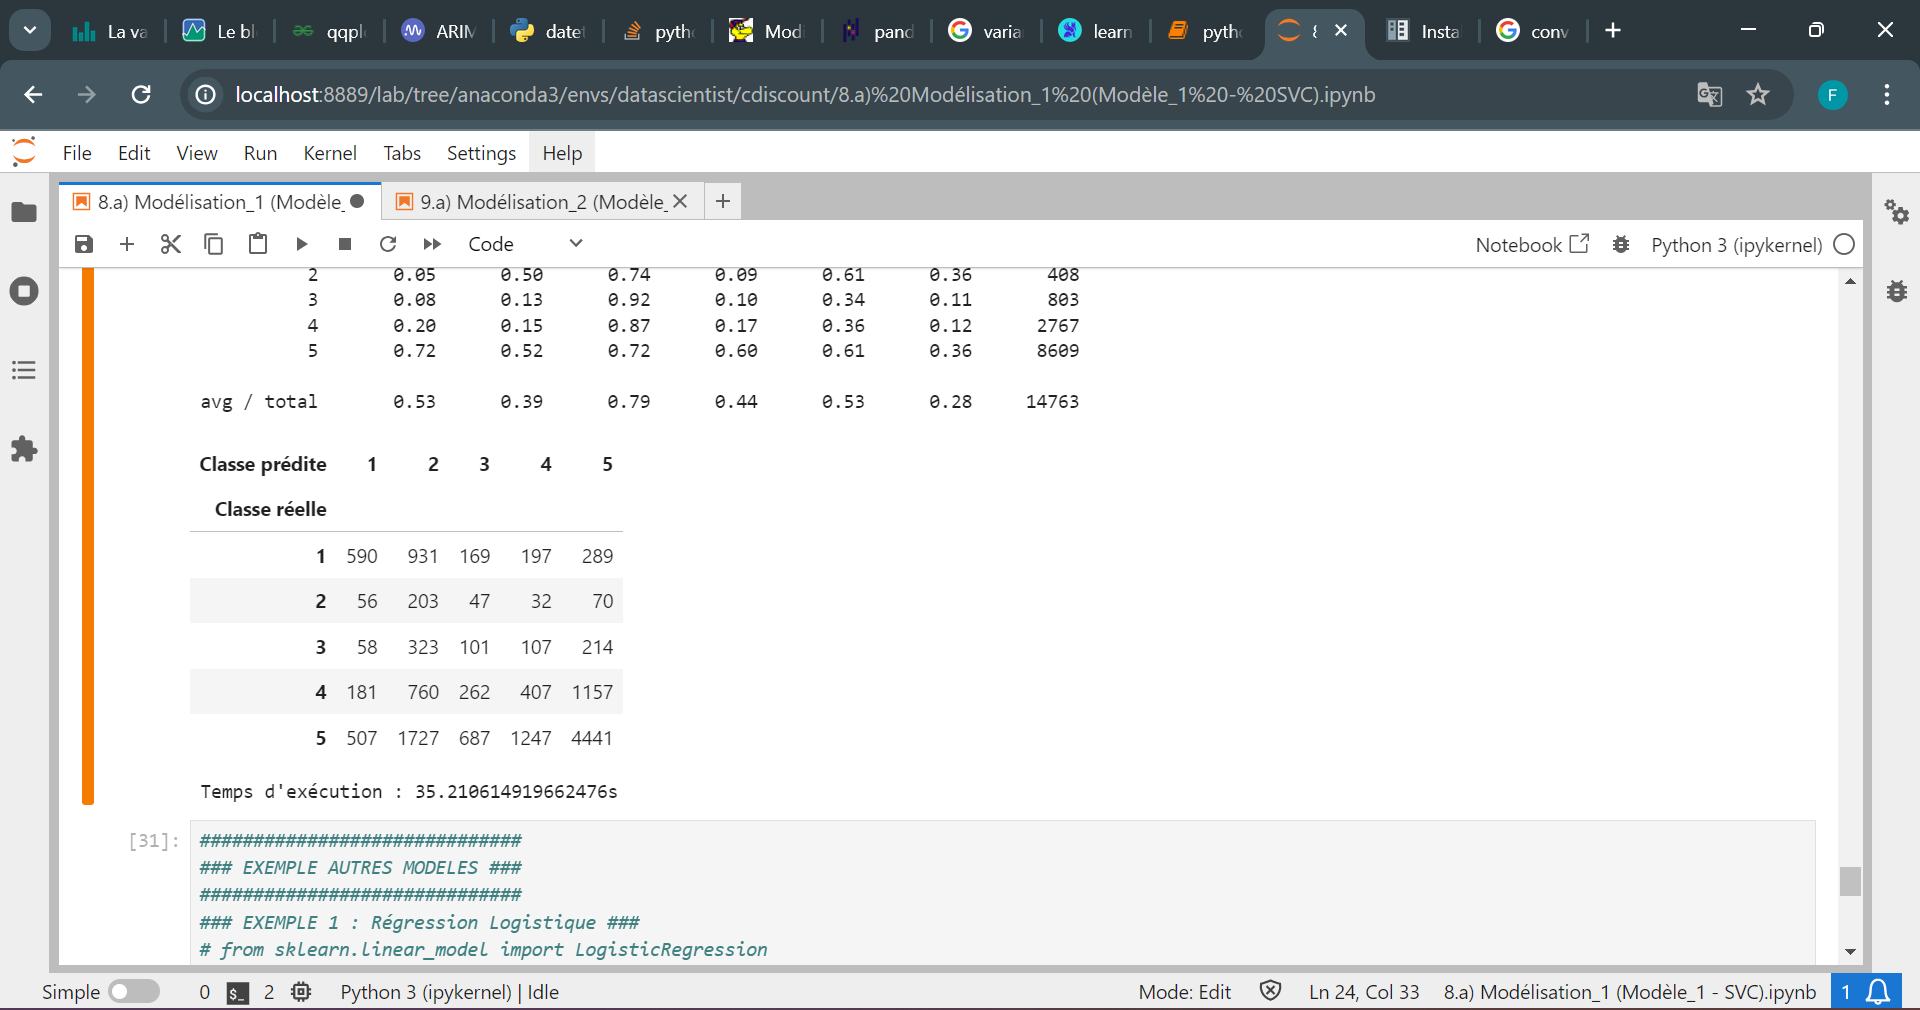 La va
Le bl
qqpl
ARIM
date
pyth
Modi
pand
varia
learn
pyth
Insta
conv
localhost:8889/lab/tree/anaconda3/envs/datascientist/cdiscount/8.a)%20Modélisation_1%20(Modèle_1%20-%20SVC).ipynb
F
File Edit View Run Kernel Tabs Settings Help
8.a) Modélisation_1 (Modèle_
9.a) Modélisation_2 (Modèle_
Code
Notebook
Python 3 (ipykernel)
2 0.05 0.50 0.74 0.09 0.61 0.36 408
3 0.08 0.13 0.92 0.10 0.34 0.11 803
4 0.20 0.15 0.87 0.17 0.36 0.12 2767
5 0.72 0.52 0.72 0.60 0.61 0.36 8609
avg / total 0.53 0.39 0.79 0.44 0.53 0.28 14763
Classe prédite 1 2 3 4 5
Classe réelle
1 590 931 169 197 289
2 56 203 47 32 70
3 58 323 101 107 214
4 181 760 262 407 1157
5 507 1727 687 1247 4441
Temps d'exécution : 35.210614919662476s
[31]:
##############################
### EXEMPLE AUTRES MODELES ###
##############################
### EXEMPLE 1 : Régression Logistique ###
# from sklearn.linear_model import LogisticRegression
Simple 0 $_ 2 Python 3 (ipykernel) | Idle Mode: Edit Ln 24, Col 33 8.a) Modélisation_1 (Modèle_1 - SVC).ipynb 1